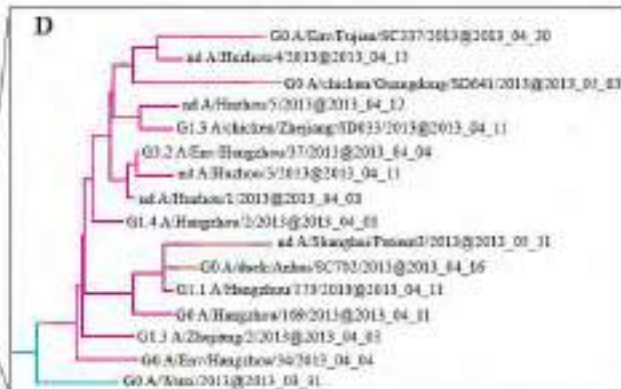 D
G0 A/Env/Fujian/SC337/2013@2013_04_20
nd A/Huzhou/4/2013@2013_04_13
G0 A/chicken/Guangdong/SD641/2013@2013_05_03
nd A/Huzhou/5/2013@2013_04_12
G1.3 A/chicken/Zhejiang/SD033/2013@2013_04_11
G3.2 A/Env/Hangzhou/37/2013@2013_04_04
nd A/Huzhou/3/2013@2013_04_11
nd A/Huzhou/1/2013@2013_04_03
G1.4 A/Hangzhou/2/2013@2013_04_03
nd A/Shanghai/Patient3/2013@2013_03_31
G0 A/duck/Anhui/SC702/2013@2013_04_16
G1.1 A/Hangzhou/173/2013@2013_04_11
G0 A/Hangzhou/169/2013@2013_04_11
G1.3 A/Zhejiang/2/2013@2013_04_03
G0 A/Env/Hangzhou/34/2013_04_04
G0 A/Wuxi/2013@2013_03_31